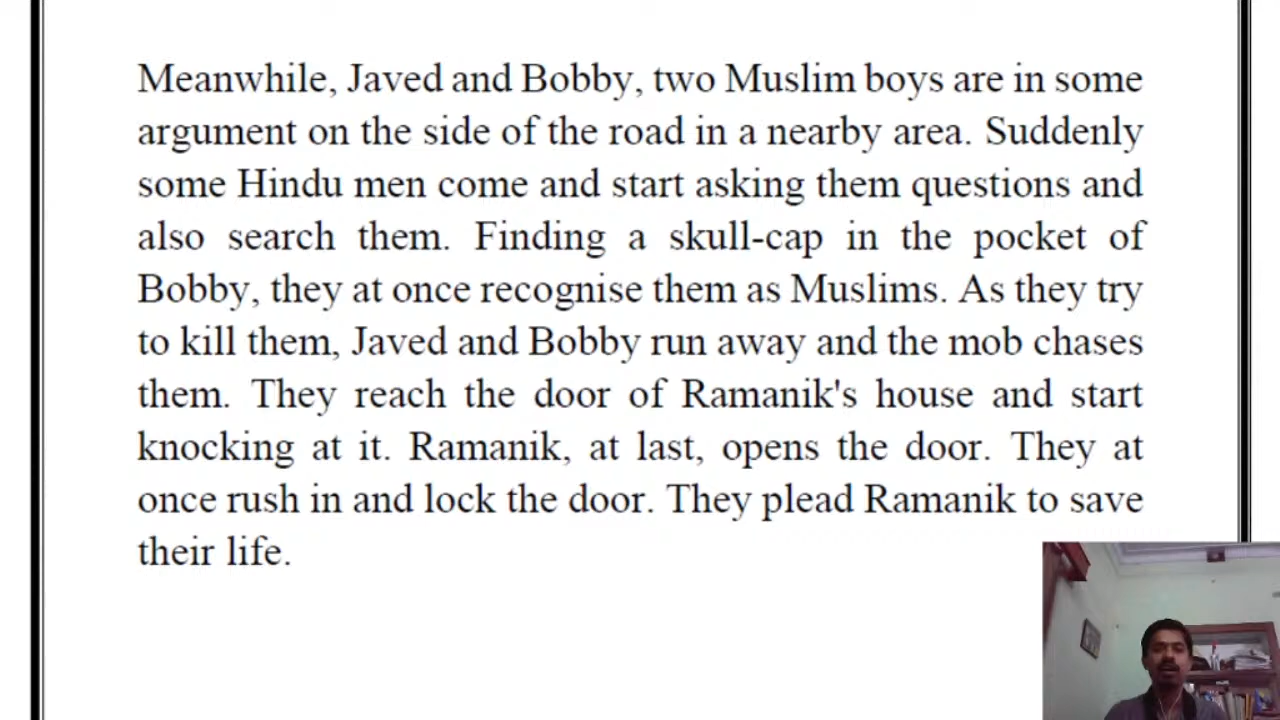 Meanwhile, Javed and Bobby, two Muslim boys are in some
argument on the side of the road in a nearby area. Suddenly
some Hindu men come and start asking them questions and
also search them. Finding a skull-cap in the pocket of
Bobby, they at once recognise them as Muslims. As they try
to kill them, Javed and Bobby run away and the mob chases
them. They reach the door of Ramanik's house and start
knocking at it. Ramanik, at last, opens the door. They at
once rush in and lock the door. They plead Ramanik to save
their life.